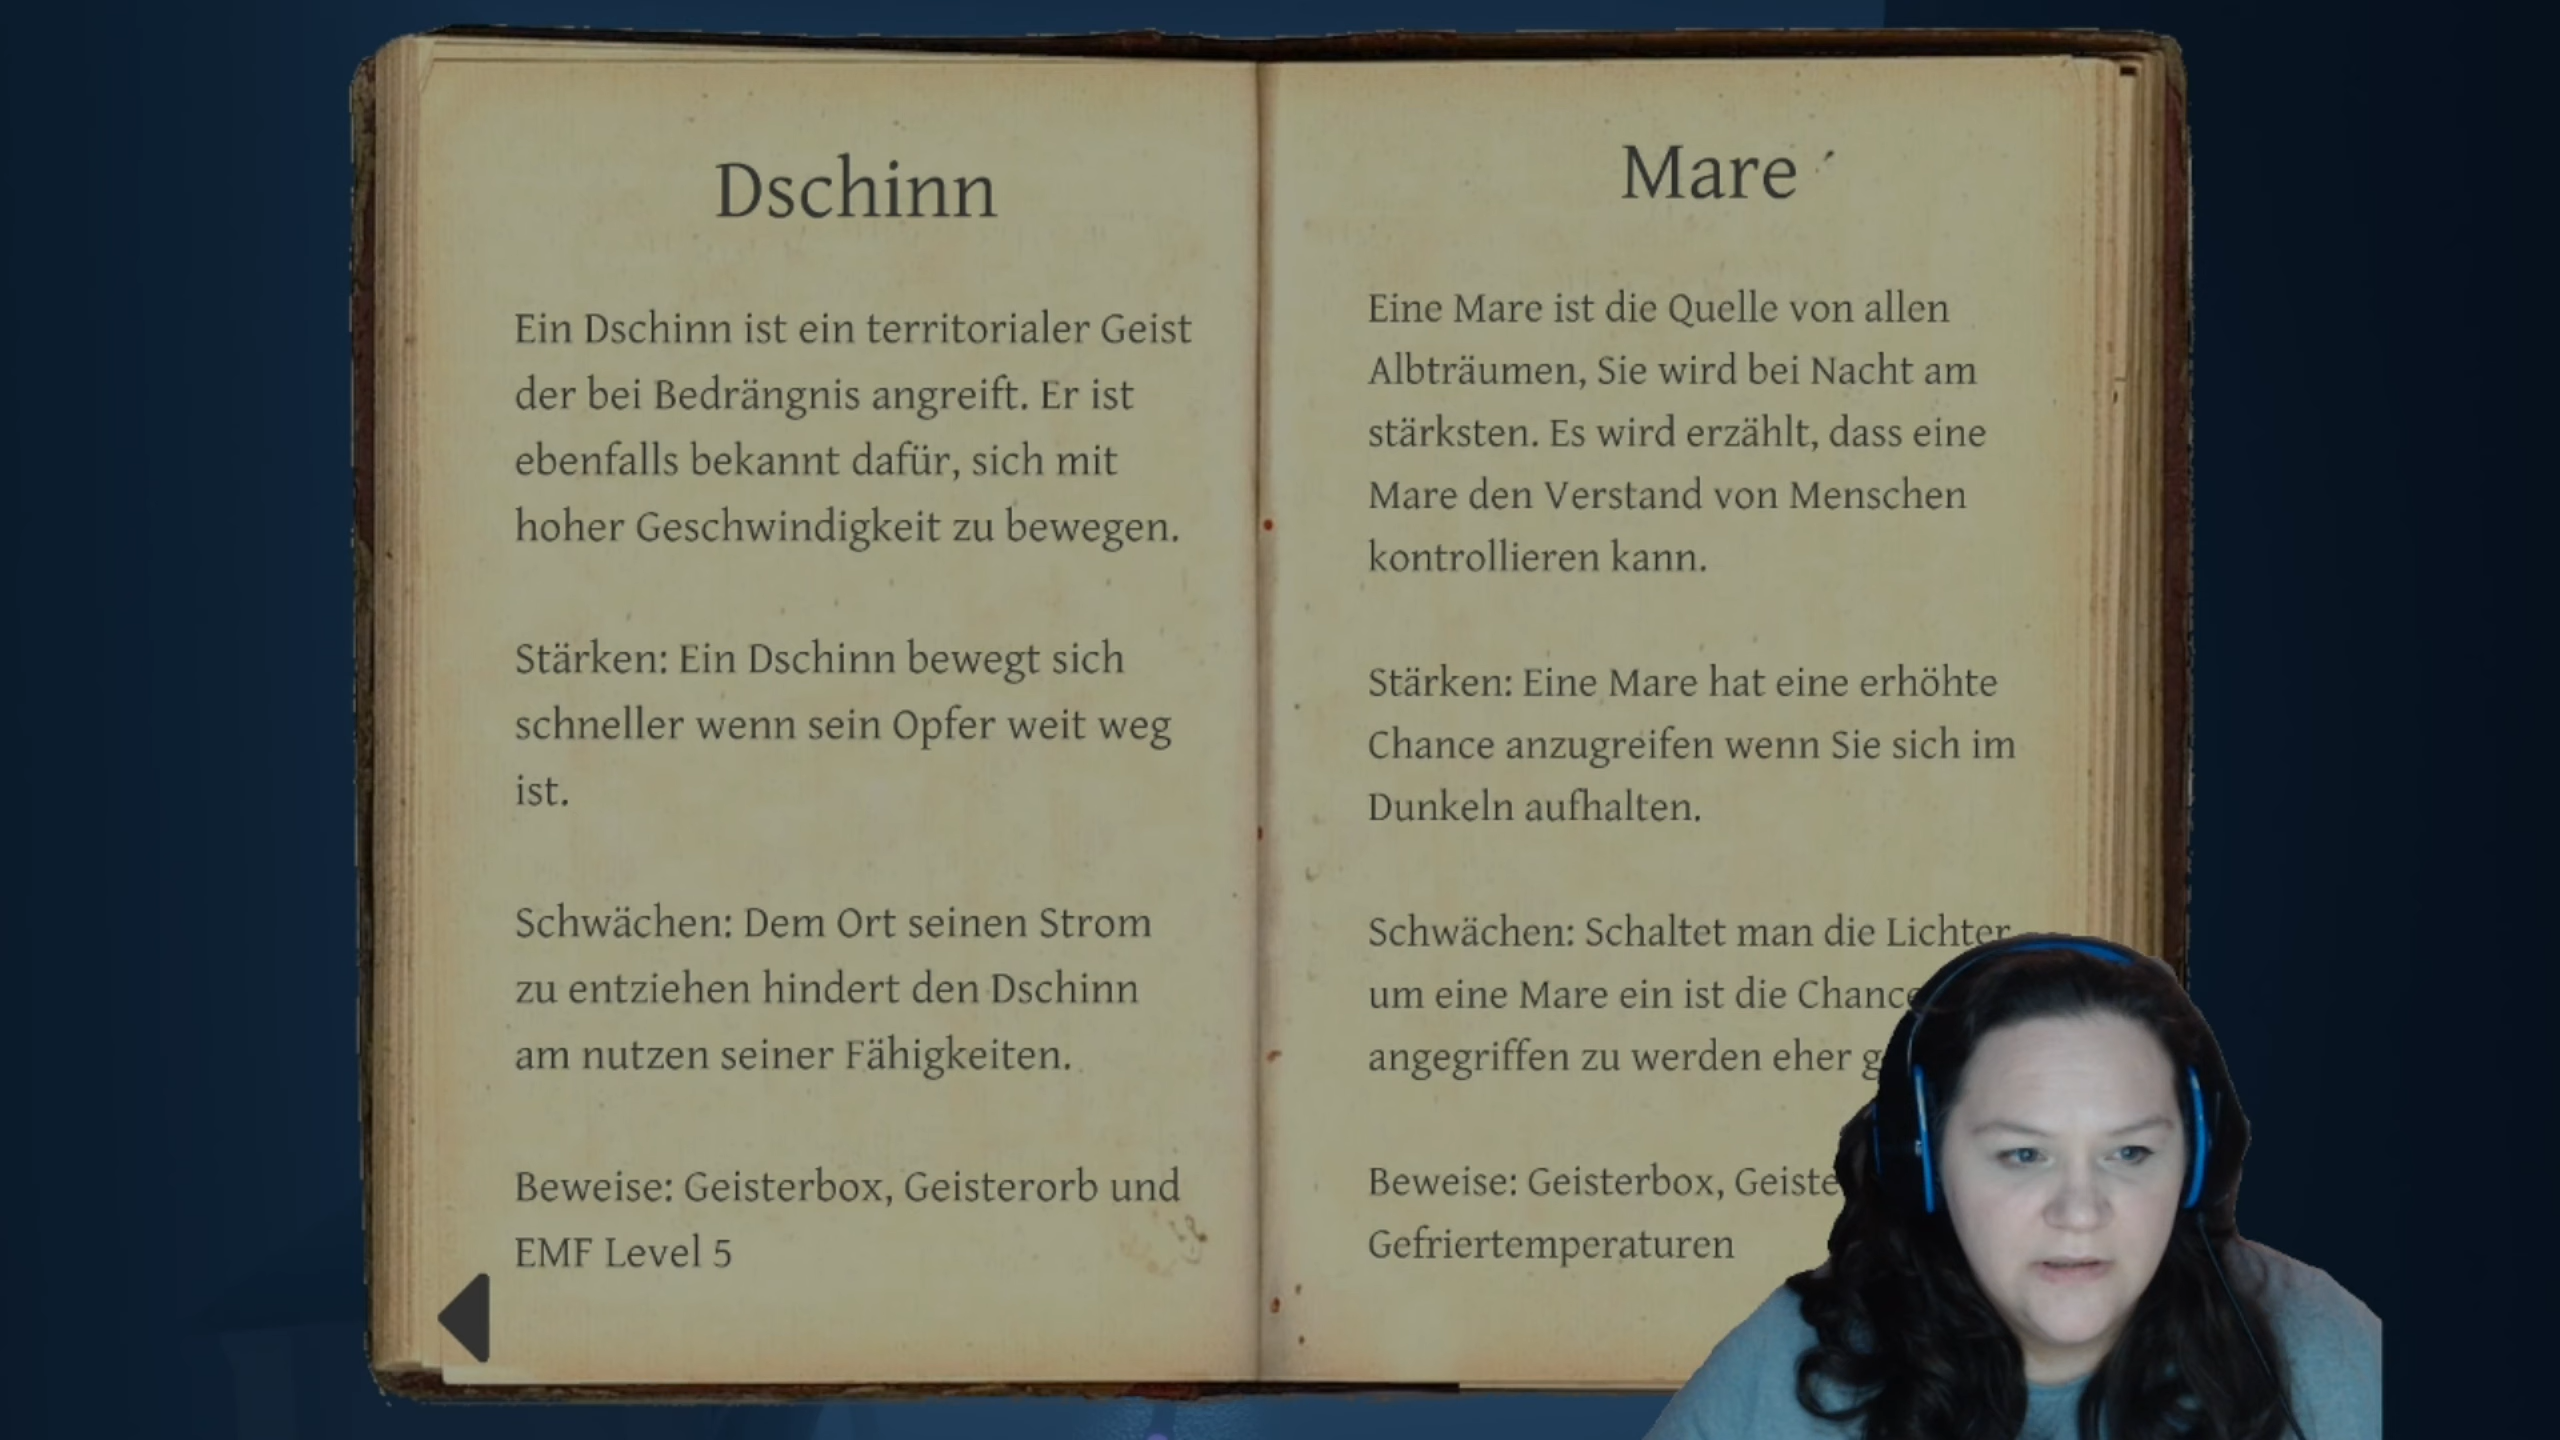 Dschinn
Ein Dschinn ist ein territorialer Geist
der bei Bedrängnis angreift. Er ist
ebenfalls bekannt dafür, sich mit
hoher Geschwindigkeit zu bewegen.
Stärken: Ein Dschinn bewegt sich
schneller wenn sein Opfer weit weg
ist.
Schwächen: Dem Ort seinen Strom
zu entziehen hindert den Dschinn
am nutzen seiner Fähigkeiten.
Beweise: Geisterbox, Geisterorb und
EMF Level 5
Mare
Eine Mare ist die Quelle von allen
Albträumen, Sie wird bei Nacht am
stärksten. Es wird erzählt, dass eine
Mare den Verstand von Menschen
kontrollieren kann.
Stärken: Eine Mare hat eine erhöhte
Chance anzugreifen wenn Sie sich im
Dunkeln aufhalten.
Schwächen: Schaltet man die Lichter
um eine Mare ein ist die Chance
angegriffen zu werden eher
Beweise: Geisterbox,
Gefriertemperaturen